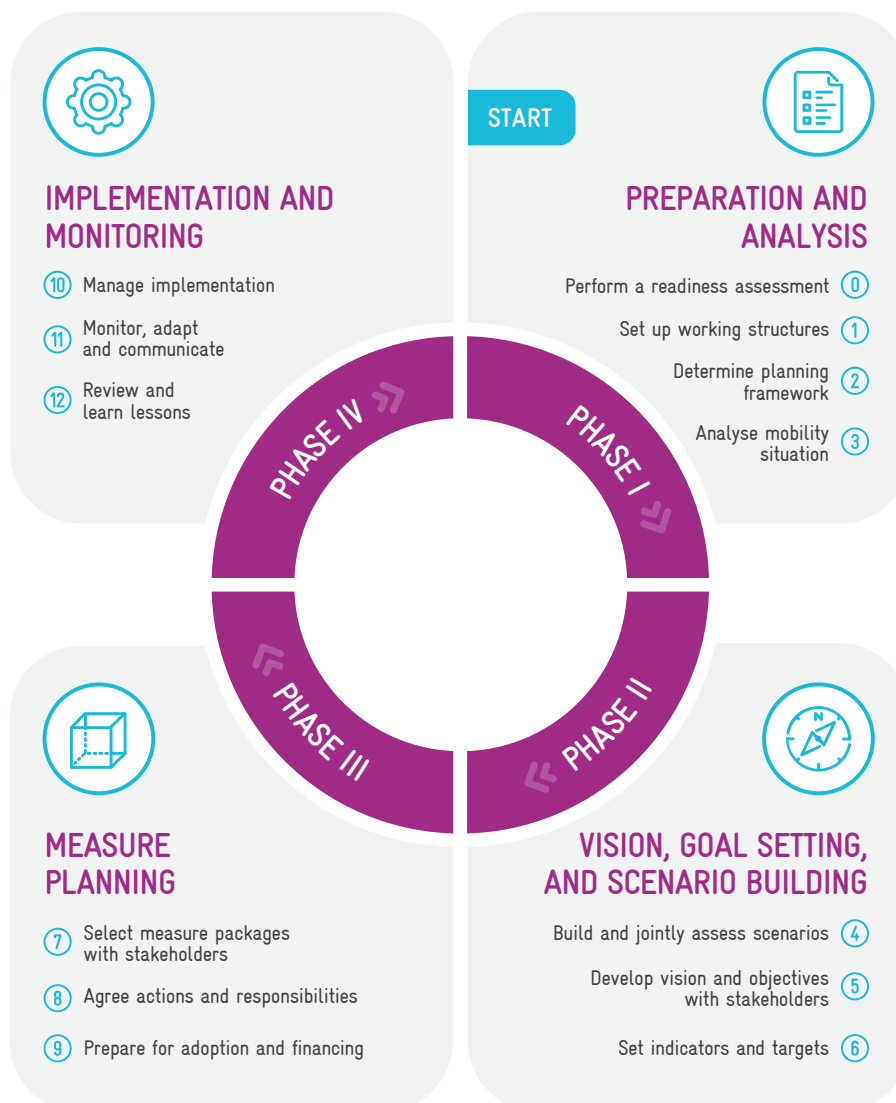 START
PREPARATION AND
ANALYSIS
Perform a readiness assessment 0
Set up working structures 1
Determine planning
framework 2
Analyse mobility
situation 3
PHASE I
VISION, GOAL SETTING,
AND SCENARIO BUILDING
Build and jointly assess scenarios 4
Develop vision and objectives
with stakeholders 5
Set indicators and targets 6
N
PHASE II
MEASURE
PLANNING
7 Select measure packages
with stakeholders
8 Agree actions and responsibilities
9 Prepare for adoption and financing
PHASE III
IMPLEMENTATION AND
MONITORING
10 Manage implementation
11 Monitor, adapt
and communicate
12 Review and
learn lessons
PHASE IV